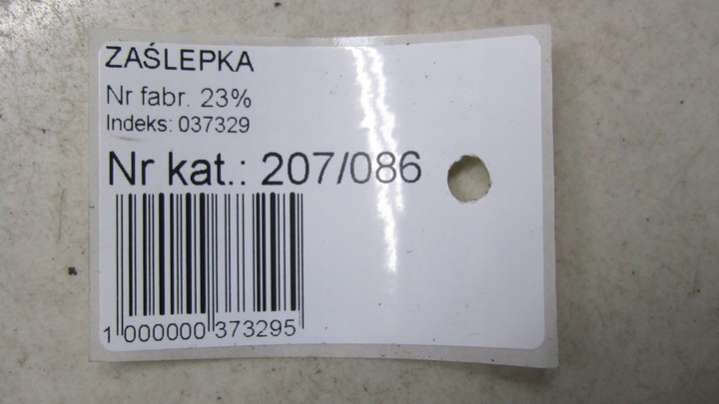 ZAŚLEPKA
Nr fabr. 23%
Indeks: 037329
Nr kat.: 207/086
1 000000 373295